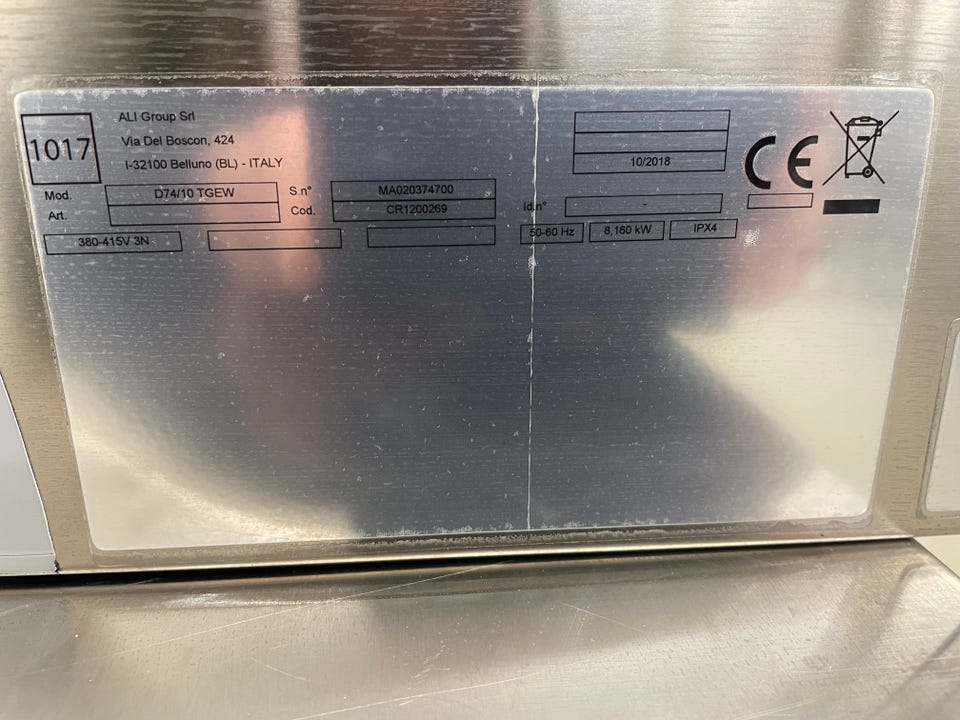 1017
ALI Group Srl
Via Del Boscon, 424
I-32100 Belluno (BL) - ITALY
10/2018
CE
Mod. D74/10 TGEW S.n° MA020374700
Art. Cod. CR1200269 Id.n° -
380-415V 3N 50-60 Hz 8,160 kW IPX4